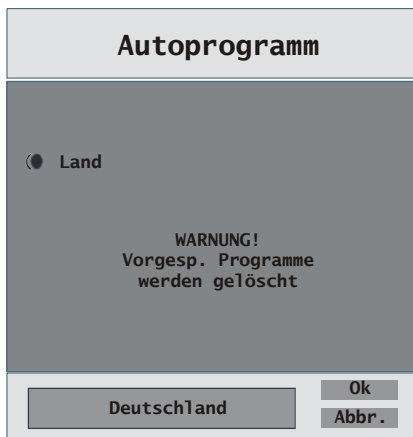 Autoprogramm
Land
WARNUNG!
Vorgesp. Programme
werden gelöscht
Deutschland
Ok
Abbr.